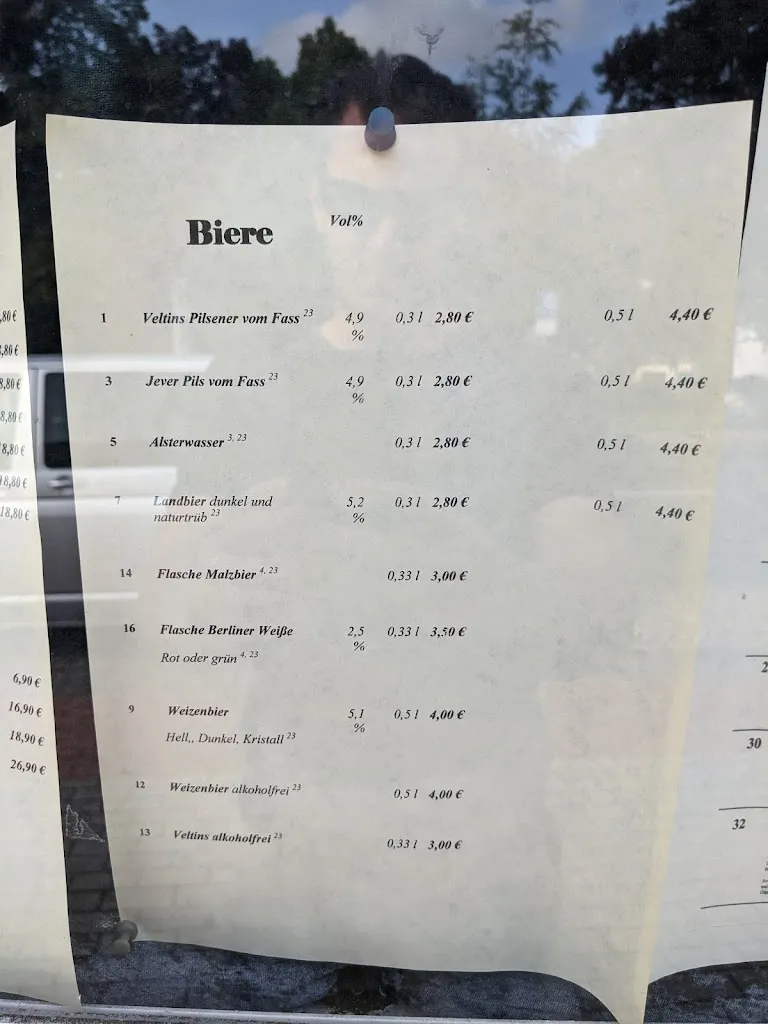 Biere Vol%
1 Veltins Pilsener vom Fass 23 4,9 % 0,3 l 2,80 € 0,5 l 4,40 €
3 Jever Pils vom Fass 23 4,9 % 0,3 l 2,80 € 0,5 l 4,40 €
5 Alsterwasser 3, 23 0,3 l 2,80 € 0,5 l 4,40 €
7 Landbier dunkel und 5,2 0,3 l 2,80 € 0,5 l 4,40 €
naturtrüb 23 %
14 Flasche Malzbier 4, 23 0,33 l 3,00 €
16 Flasche Berliner Weiße 2,5 % 0,33 l 3,50 €
Rot oder grün 4, 23
9 Weizenbier 5,1 % 0,5 l 4,00 €
Hell,, Dunkel, Kristall 23
12 Weizenbier alkoholfrei 23 0,5 l 4,00 €
13 Veltins alkoholfrei 23 0,33 l 3,00 €
18,80 €
6,90 €
16,90 €
18,90 €
26,90 €
30
32